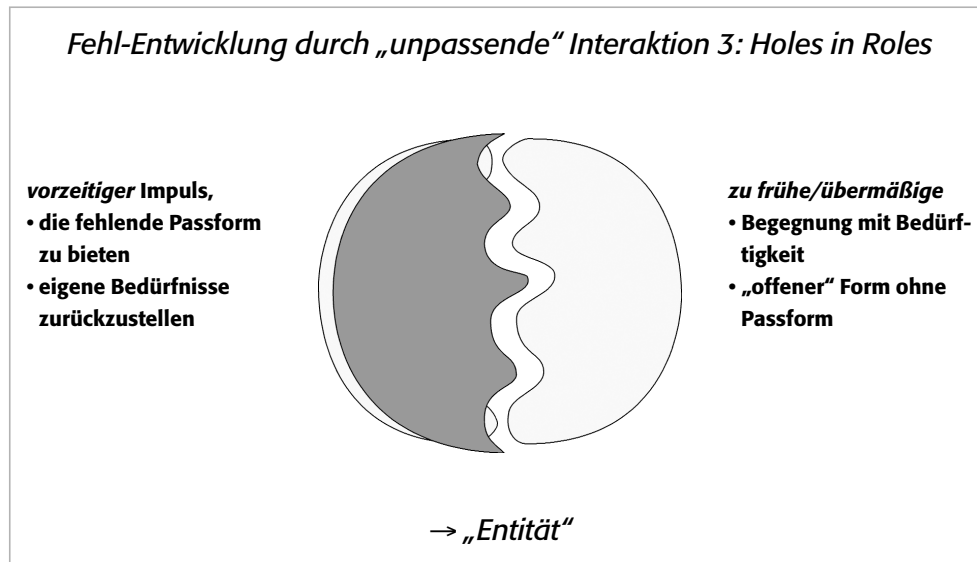 Fehl-Entwicklung durch „unpassende“ Interaktion 3: Holes in Roles
vorzeitiger Impuls,
• die fehlende Passform
zu bieten
• eigene Bedürfnisse
zurückzustellen
zu frühe/übermäßige
• Begegnung mit Bedürf-
tigkeit
• „offener“ Form ohne
Passform
→ „Entität“